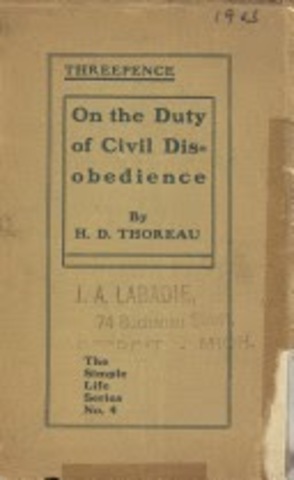 THREEPENCE
On the Duty
of Civil Dis-
obedience
By
H. D. THOREAU
J. A. LABADIE,
74
MICH.
The
Simple
Life
Series
No. 4